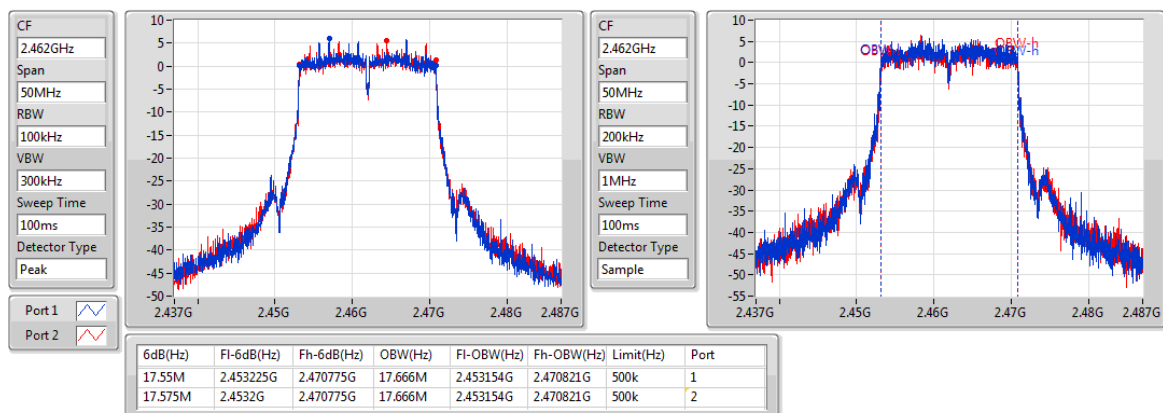 CF
2.462GHz
Span
50MHz
RBW
100kHz
VBW
300kHz
Sweep Time
100ms
Detector Type
Peak
Port 1
Port 2
10
5
0
-5
-10
-15
-20
-25
-30
-35
-40
-45
-50
2.437G 2.45G 2.46G 2.47G 2.487G
CF
2.462GHz
Span
50MHz
RBW
200kHz
VBW
1MHz
Sweep Time
100ms
Detector Type
Sample
10
5
0
-5
-10
-15
-20
-25
-30
-35
-40
-45
-50
-55
OBW-h
2.437G 2.45G 2.46G 2.47G 2.487G
6dB(Hz) Fl-6dB(Hz) Fh-6dB(Hz) OBW(Hz) Fl-OBW(Hz) Fh-OBW(Hz) Limit(Hz) Port
17.55M 2.453225G 2.470775G 17.666M 2.453154G 2.470821G 500k 1
17.575M 2.4532G 2.470775G 17.666M 2.453154G 2.470821G 500k 2